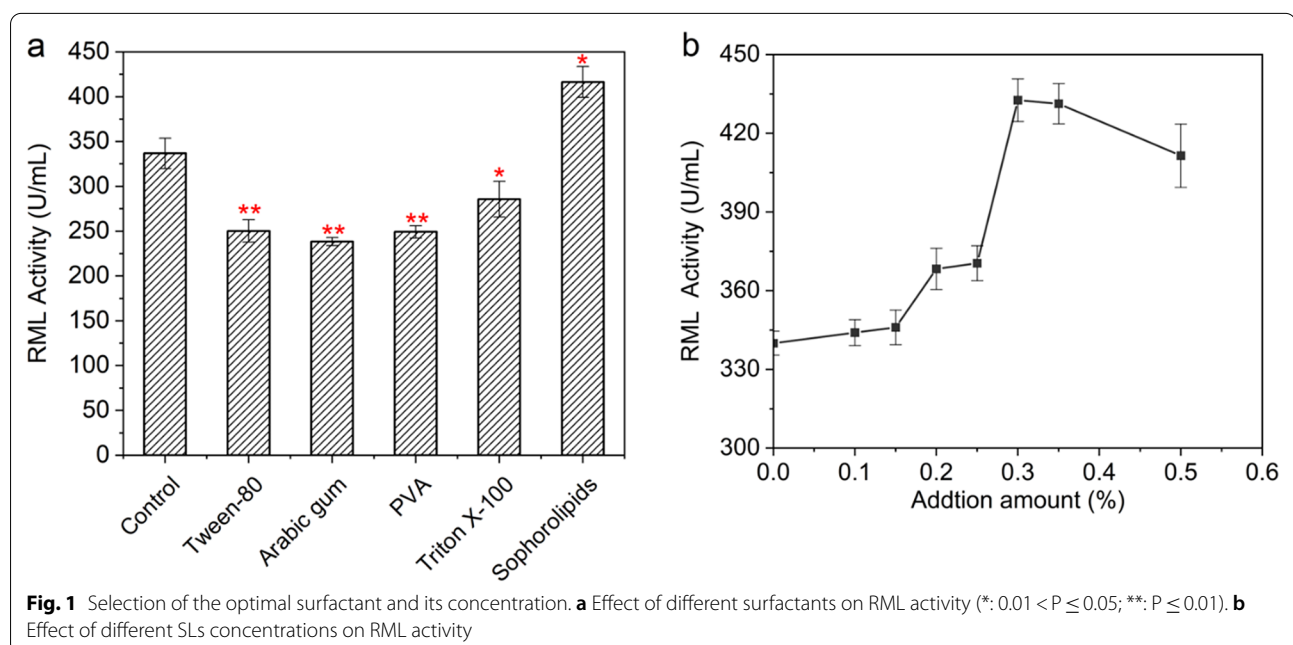 a
450
400
350
300
250
200
150
100
50
0
RML Activity (U/mL)
**
**
**
*
*
Control
Tween-80
Arabic gum
PVA
Triton X-100
Sophorolipids
b
450
420
390
360
330
300
RML Activity (U/mL)
0.0 0.1 0.2 0.3 0.4 0.5 0.6
Addtion amount (%)
Fig. 1 Selection of the optimal surfactant and its concentration. a Effect of different surfactants on RML activity (*: 0.01 < P ≤ 0.05; **: P ≤ 0.01). b
Effect of different SLs concentrations on RML activity